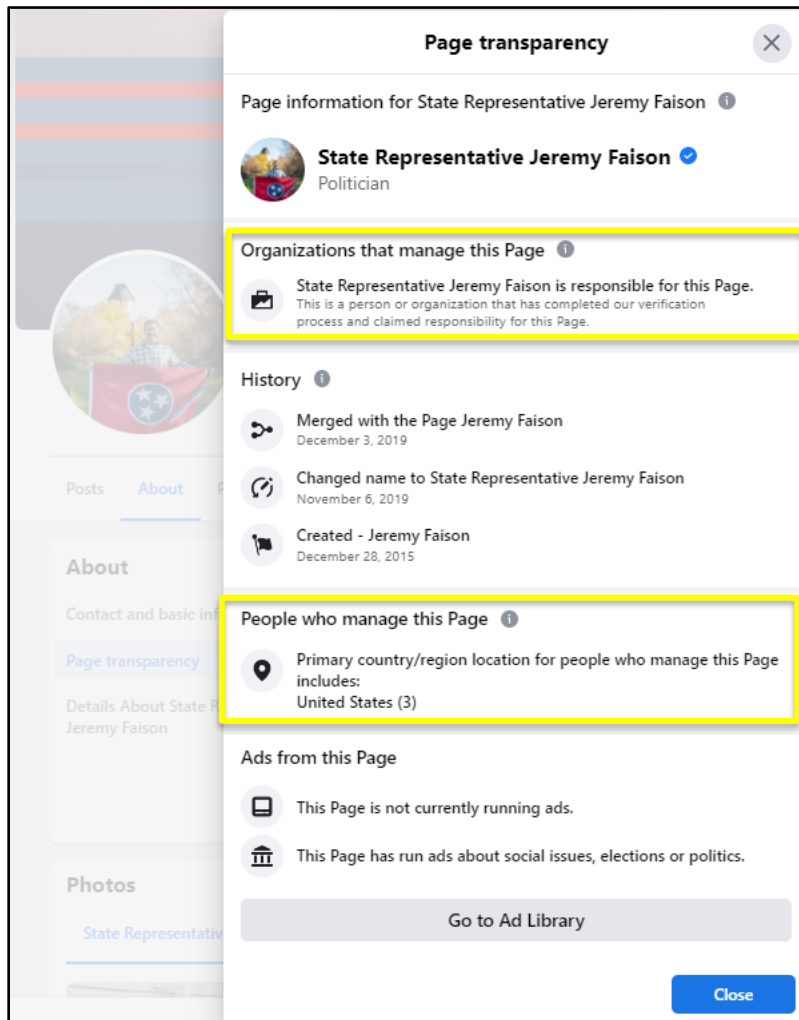 Page transparency
Page information for State Representative Jeremy Faison
State Representative Jeremy Faison
Politician
Organizations that manage this Page
State Representative Jeremy Faison is responsible for this Page.
This is a person or organization that has completed our verification
process and claimed responsibility for this Page.
History
Merged with the Page Jeremy Faison
December 3, 2019
Changed name to State Representative Jeremy Faison
November 6, 2019
Created - Jeremy Faison
December 28, 2015
People who manage this Page
Primary country/region location for people who manage this Page
includes:
United States (3)
Ads from this Page
This Page is not currently running ads.
This Page has run ads about social issues, elections or politics.
Go to Ad Library
Close
Posts About
About
Contact and basic inf
Page transparency
Details About State R
Jeremy Faison
Photos
State Representativ